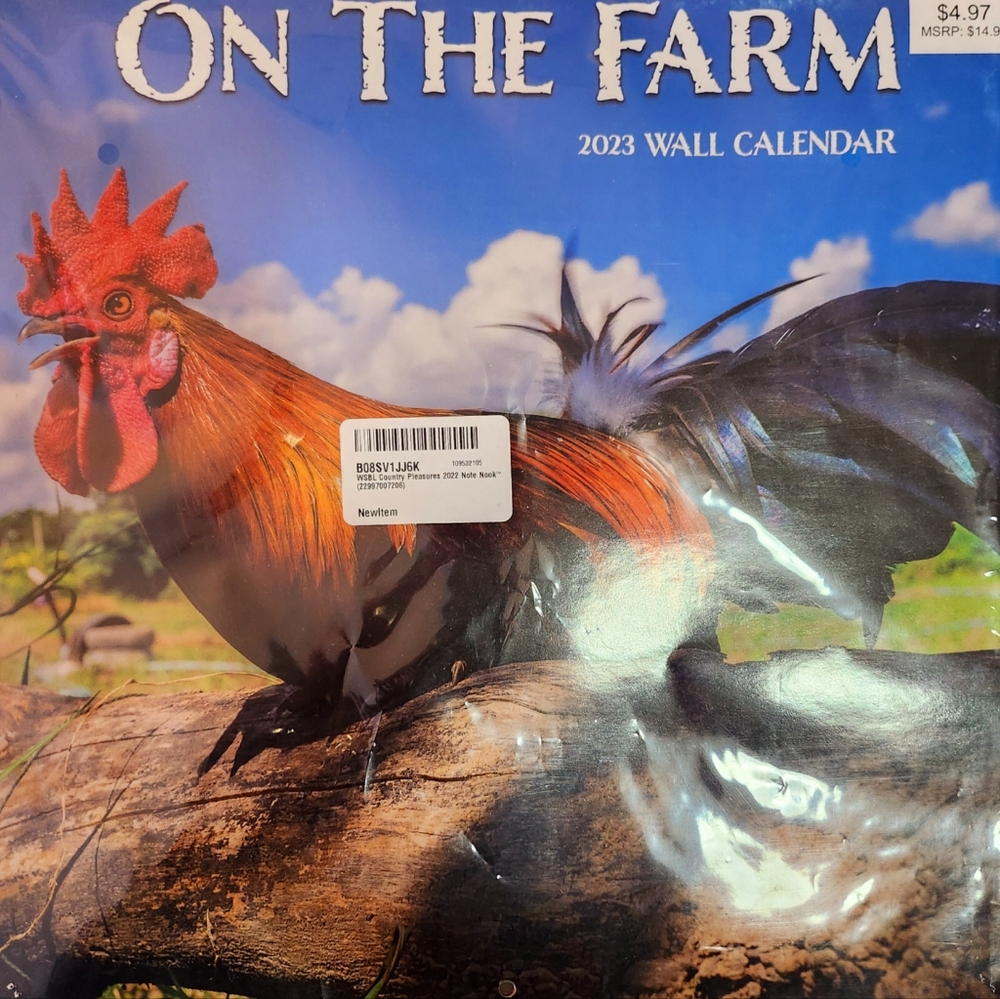 ON THE FARM
$4.97
MSRP: $14.9
2023 WALL CALENDAR
B08SV1JJ6K
109532105
WSBL Country Pleasures 2022 Note Nook™
(22997007206)
NewItem